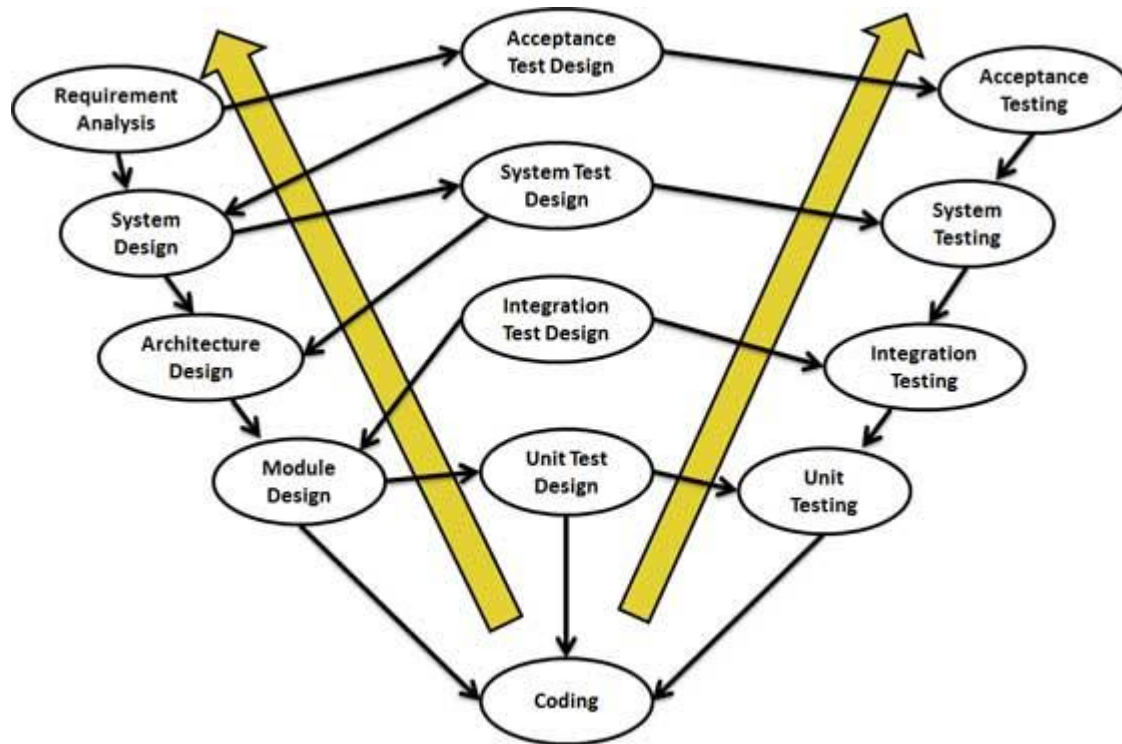 Acceptance
Test Design
Requirement
Analysis
Acceptance
Testing
System Test
Design
System
Design
System
Testing
Integration
Test Design
Architecture
Design
Integration
Testing
Unit Test
Design
Module
Design
Unit
Testing
Coding